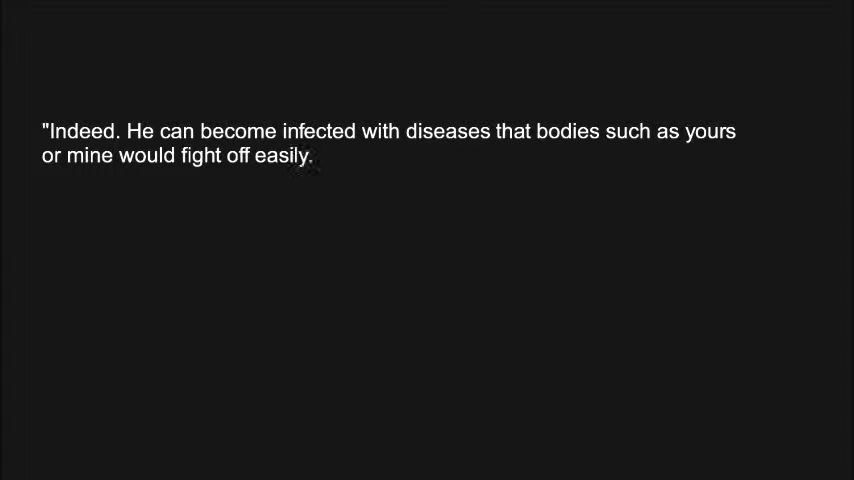 "Indeed. He can become infected with diseases that bodies such as yours
or mine would fight off easily.